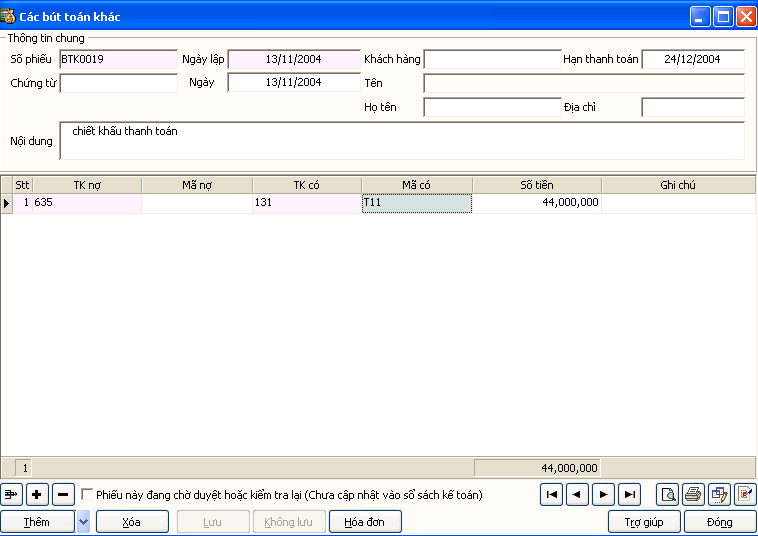 Các bút toán khác
Thông tin chung
Số phiếu BTK0019 Ngày lập 13/11/2004 Khách hàng Hạn thanh toán 24/12/2004
Chứng từ Ngày 13/11/2004 Tên
Họ tên Địa chỉ
Nội dung chiết khấu thanh toán
Stt TK nợ Mã nợ TK có Mã có Số tiền Ghi chú
1 635 131 T11 44,000,000
1 44,000,000
Phiếu này đang chờ duyệt hoặc kiểm tra lại (Chưa cập nhật vào sổ sách kế toán)
Thêm Xóa Lưu Không lưu Hóa đơn Trợ giúp Đóng